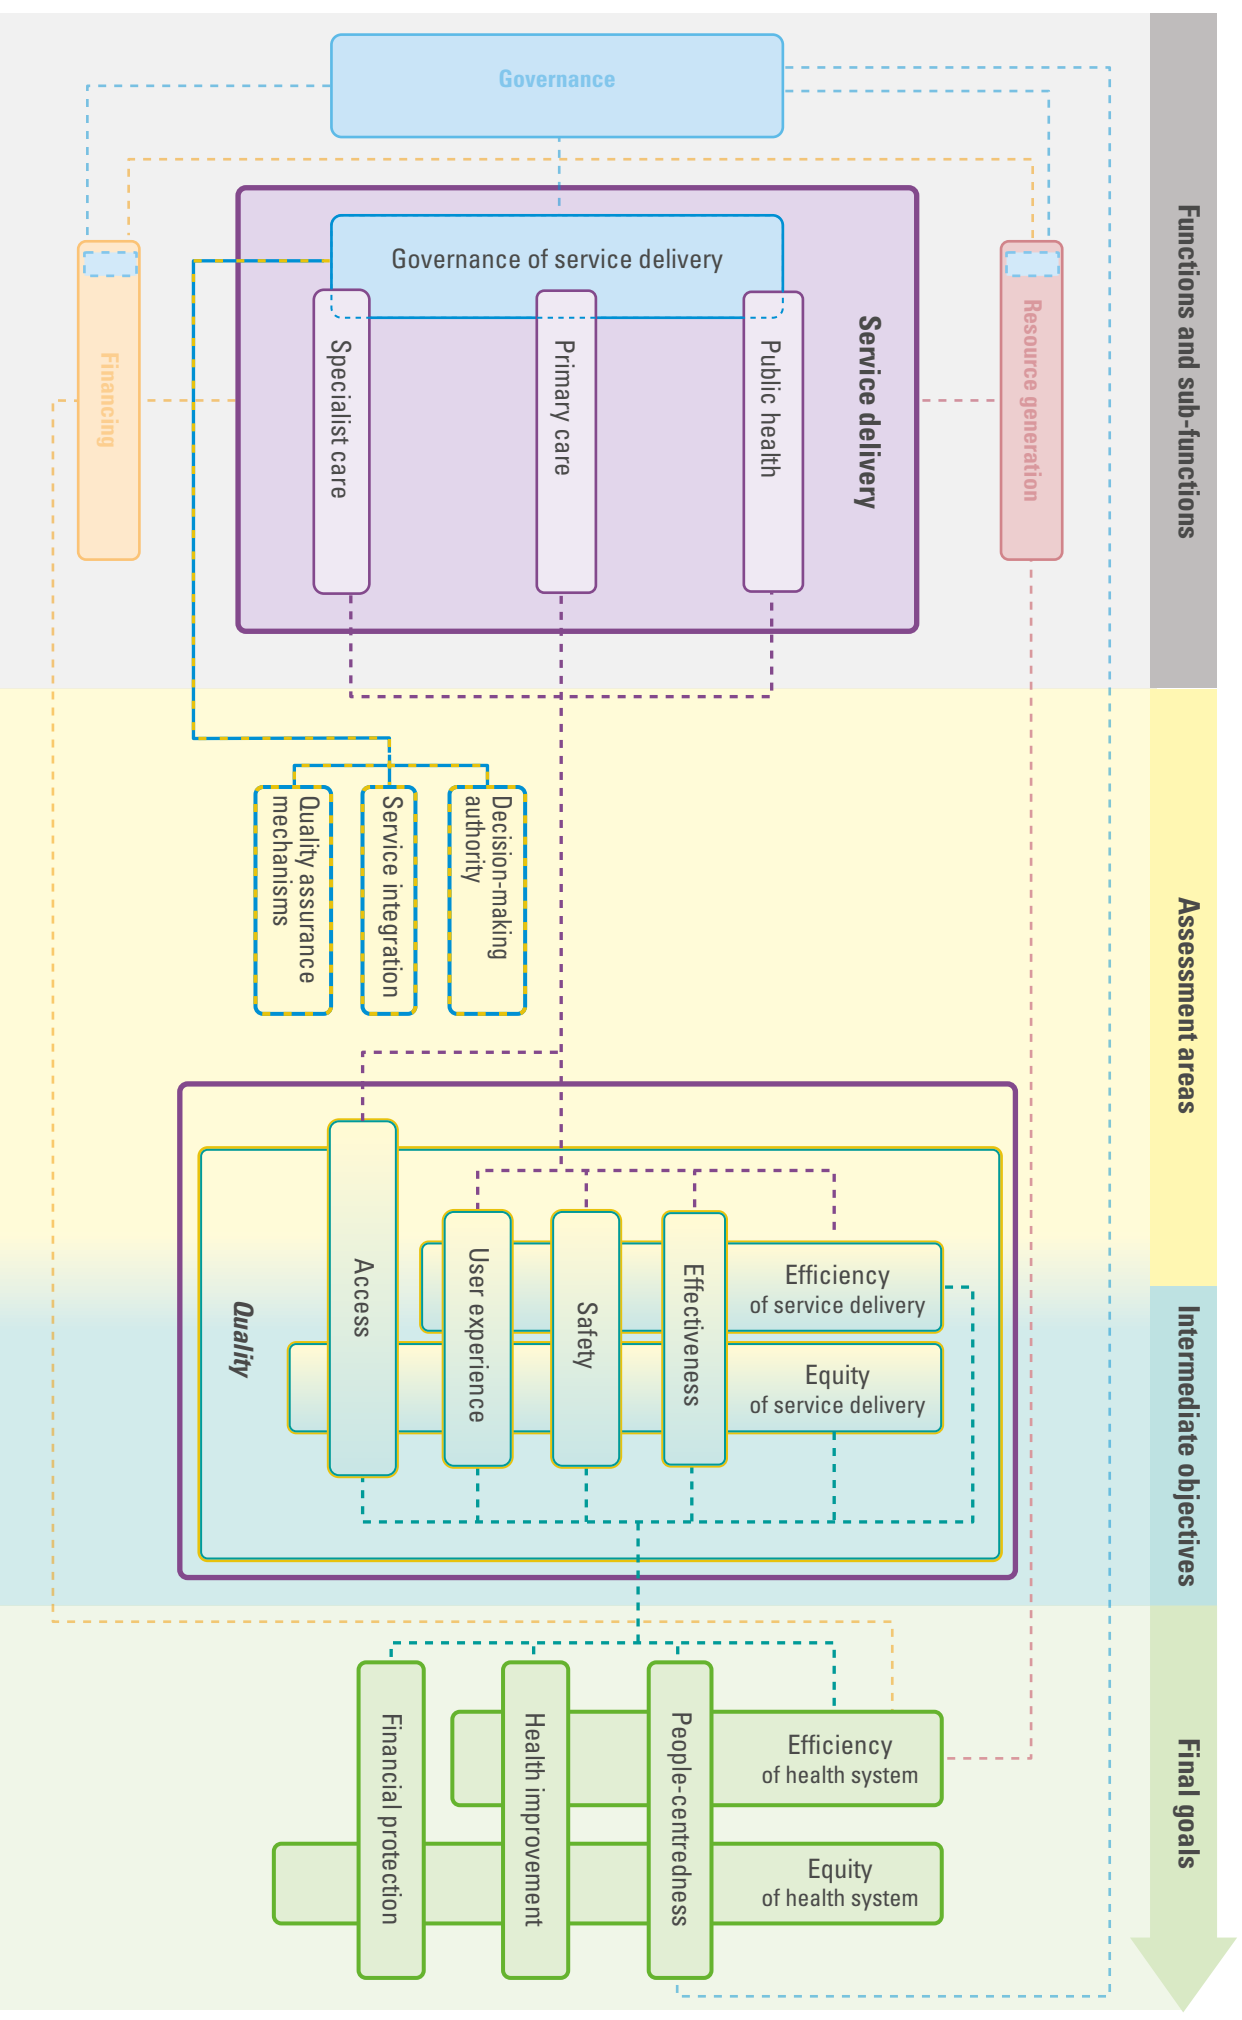 Governance
Functions and sub-functions
Governance of service delivery
Service delivery
Financing
Specialist care
Primary care
Public health
Resource generation
Assessment areas
Quality assurance
mechanisms
Service integration
Decision-making
authority
Intermediate objectives
Quality
Access
User experience
Safety
Effectiveness
Efficiency
of service delivery
Equity
of service delivery
Final goals
Financial protection
Health improvement
People-centredness
Efficiency
of health system
Equity
of health system